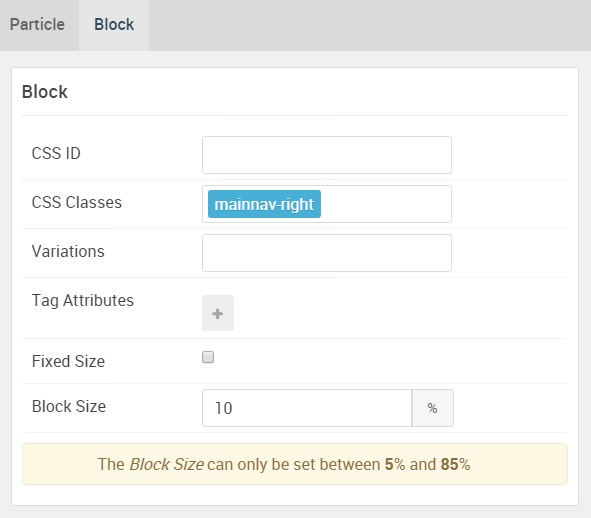 Particle Block
Block
CSS ID
CSS Classes mainnav-right
Variations
Tag Attributes +
Fixed Size
Block Size 10 %
The Block Size can only be set between 5% and 85%